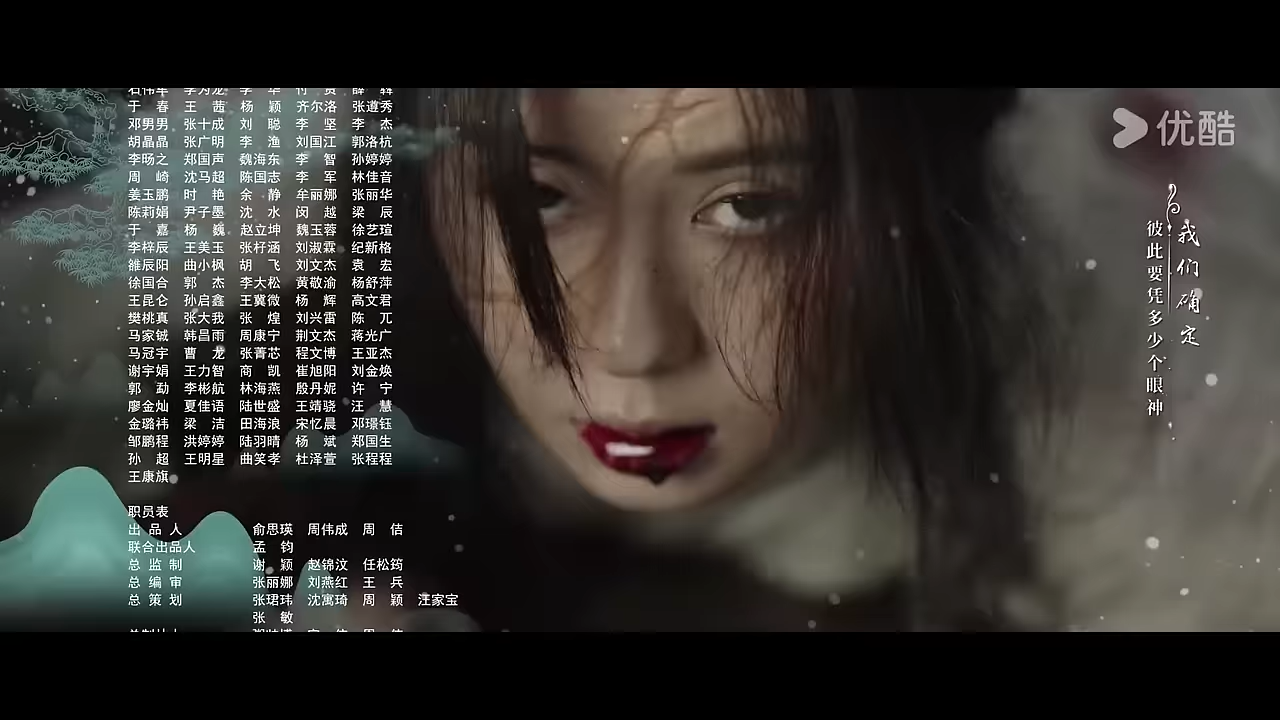 于 春 王 茜 杨 颖 齐尔洛 张遵秀
邓男男 张十成 刘 聪 李 坚 李 杰
胡晶晶 张广明 李 渔 刘国江 郭洛杭
李旸之 郑国声 魏海东 李 智 孙婷婷
周 崎 沈马超 陈国志 李 军 林佳音
姜玉鹏 时 艳 余 静 牟丽娜 张丽华
陈莉娟 尹子墨 沈 水 闵 越 梁 辰
于 嘉 杨 巍 赵立坤 魏玉蓉 徐艺瑄
李梓辰 王美玉 张籽涵 刘淑霖 纪新格
雒辰阳 曲小枫 胡 飞 刘文杰 袁 宏
徐国合 郭 杰 李大松 黄敬渝 杨舒萍
王昆仑 孙启鑫 王冀微 杨 辉 高文君
樊桃真 张大我 张 煌 刘兴雷 陈 兀
马家铖 韩昌雨 周康宁 荆文杰 蒋光广
马冠宇 曹 龙 张菁芯 程文博 王亚杰
谢宇娟 王力智 商 凯 崔旭阳 刘金焕
郭 勐 李彬航 林海燕 殷丹妮 许 宁
廖金灿 夏佳语 陆世盛 王靖骁 汪 慧
金璐祎 梁 洁 田海浪 宋忆晨 邓璟钰
邹鹏程 洪婷婷 陆羽晴 杨 斌 郑国生
孙 超 王明星 曲笑孝 杜泽萱 张程程
王康旗
职员表
出 品 人 俞思瑛 周伟成 周 佶
联合出品人 孟 钧
总 监 制 谢 颖 赵锦汶 任松筠
总 编 审 张丽娜 刘燕红 王 兵
总 策 划 张珺玮 沈寓琦 周 颖 汪家宝
张 敏
优酷
我们确定
彼此要凭多少个眼神